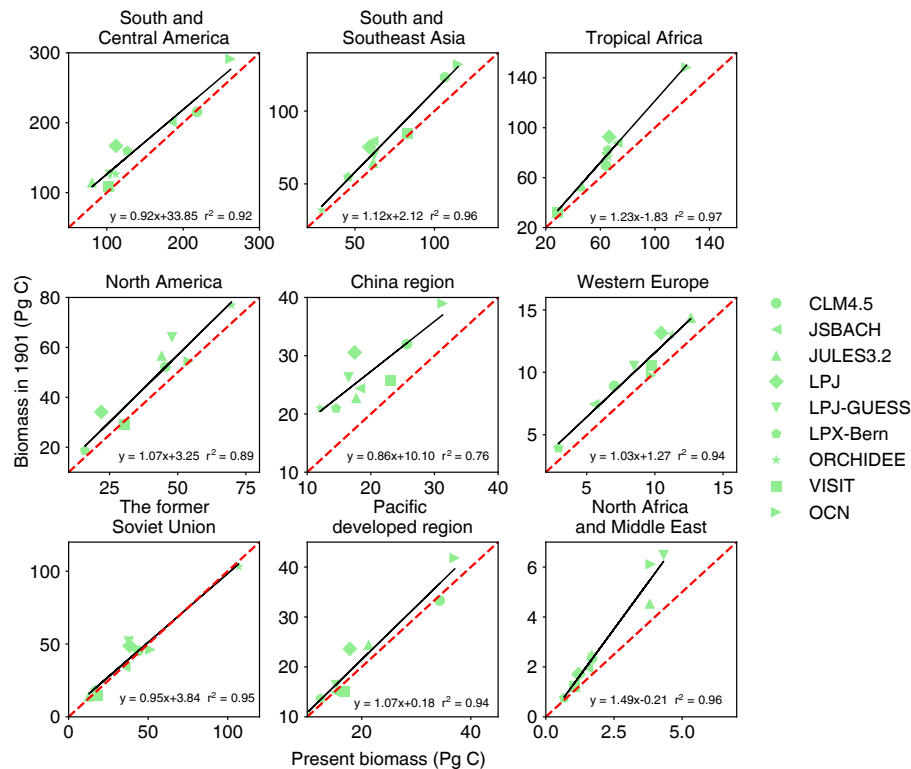 South and
Central America
South and
Southeast Asia
Tropical Africa
300
200
100
100
200
300
y = 0.92x+33.85 r² = 0.92
100
50
50
100
y = 1.12x+2.12 r² = 0.96
140
100
60
20
20
60
100
140
y = 1.23x-1.83 r² = 0.97
North America
China region
Western Europe
Biomass in 1901 (Pg C)
80
60
40
20
25
50
75
y = 1.07x+3.25 r² = 0.89
40
30
20
10
10
20
30
40
y = 0.86x+10.10 r² = 0.76
15
10
5
5
10
15
y = 1.03x+1.27 r² = 0.94
CLM4.5
JSBACH
JULES3.2
LPJ
LPJ-GUESS
LPX-Bern
ORCHIDEE
VISIT
OCN
The former
Soviet Union
Pacific
developed region
North Africa
and Middle East
100
50
0
0
50
100
y = 0.95x+3.84 r² = 0.95
40
30
20
10
10
20
30
40
y = 1.07x+0.18 r² = 0.94
6
4
2
0
0.0
2.5
5.0
y = 1.49x-0.21 r² = 0.96
Present biomass (Pg C)